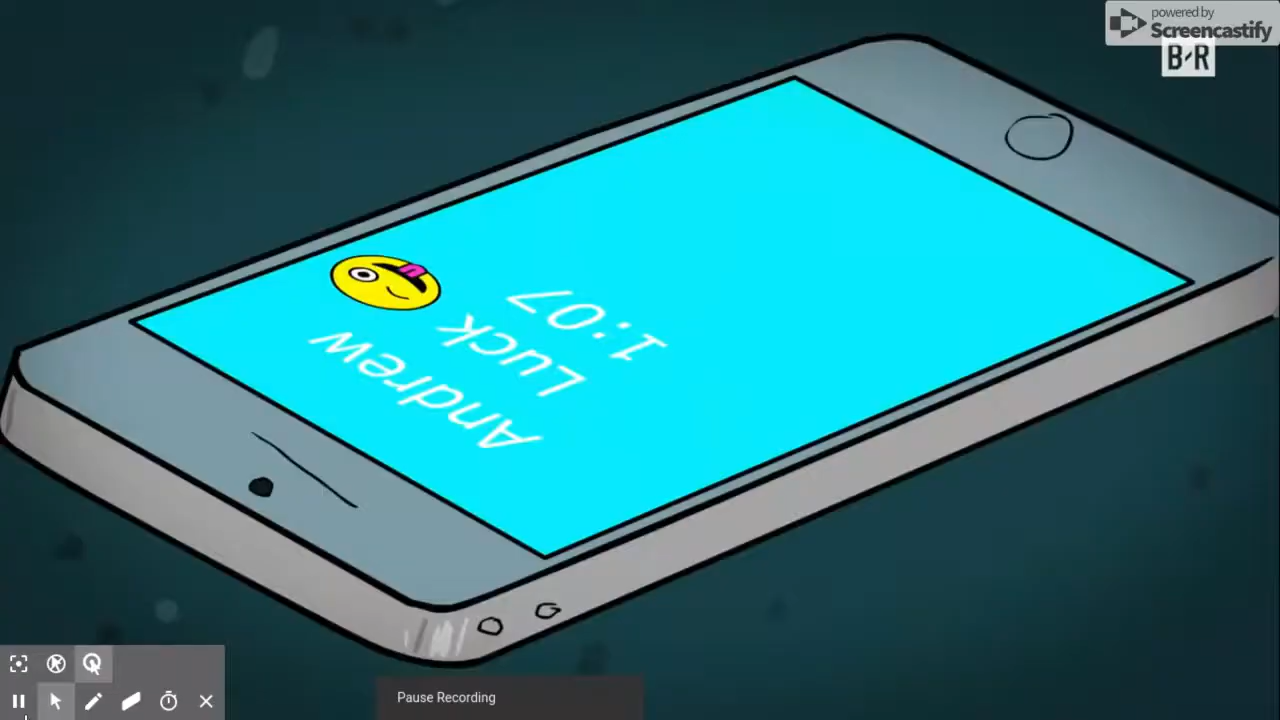 powered by
Screencastify
B/R
Andrew
Luck
1:07
Pause Recording